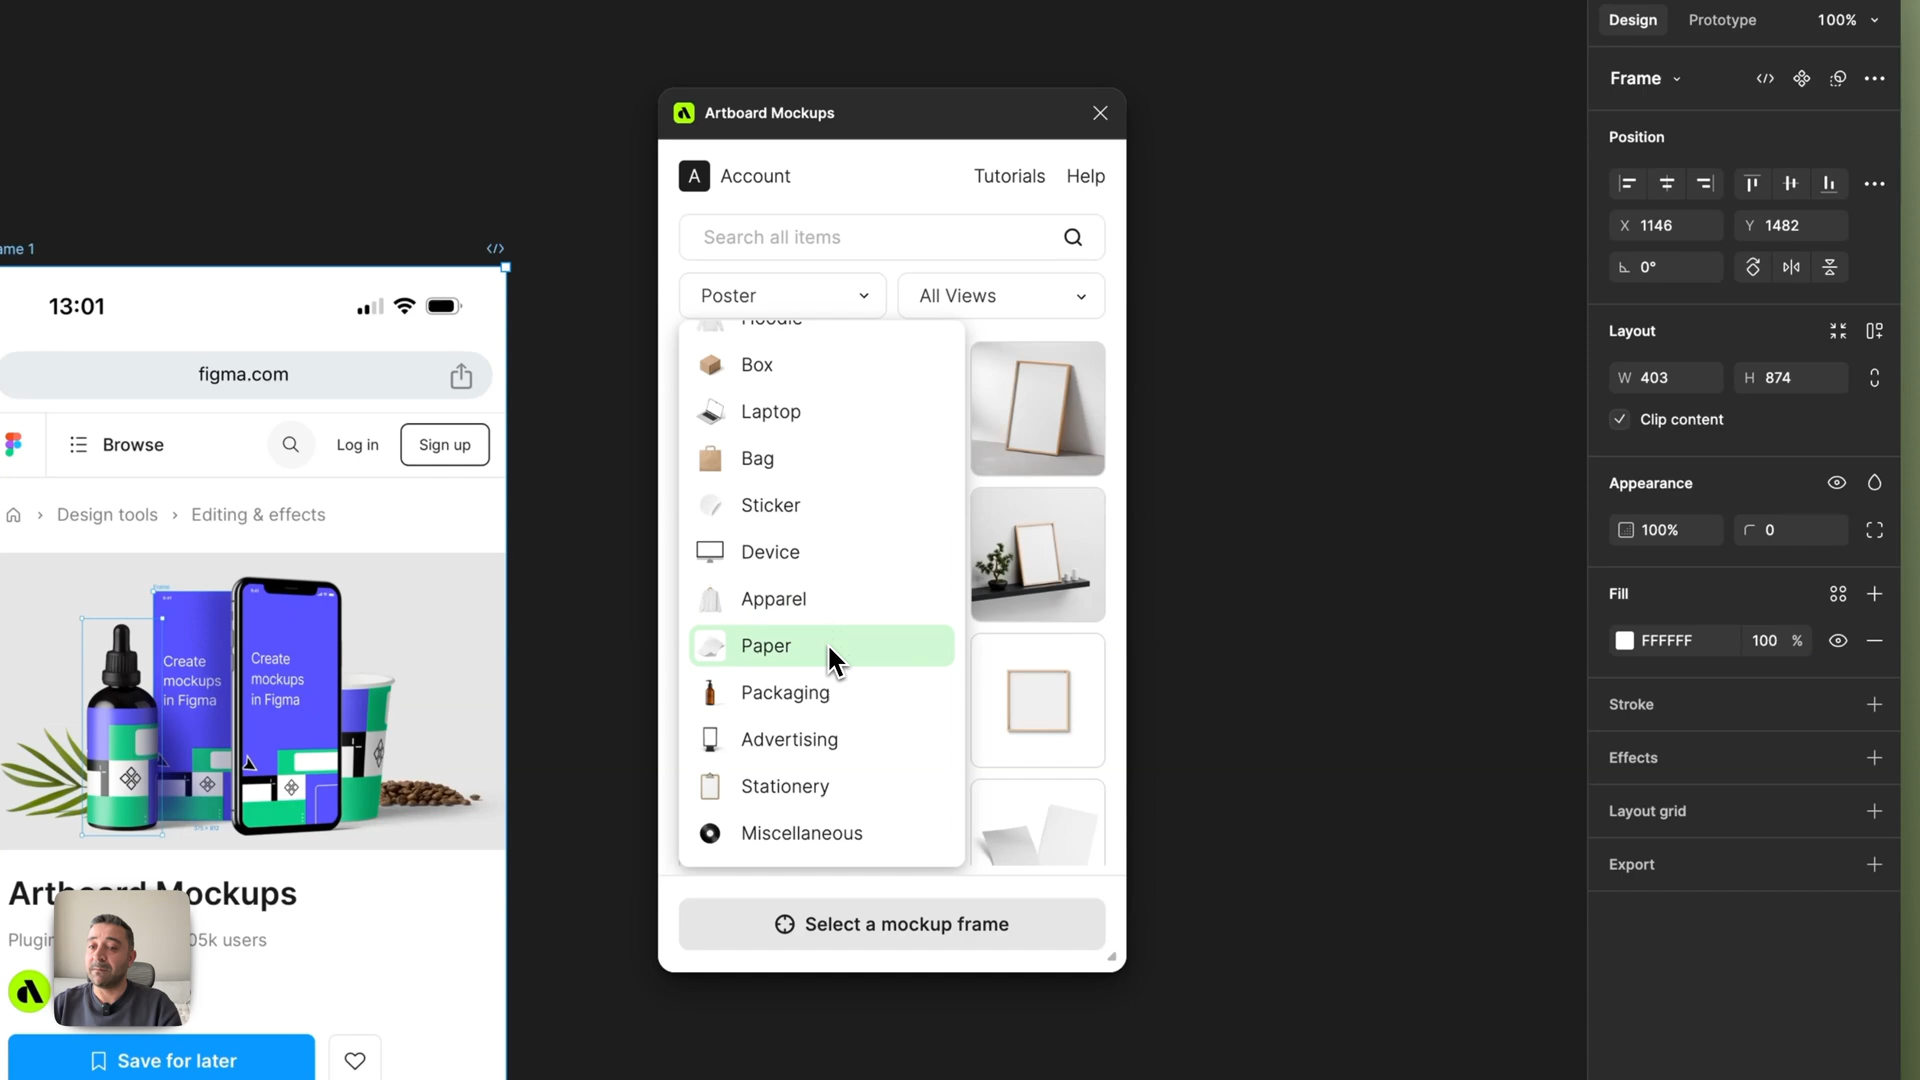 Design Prototype 100%
Frame
Artboard Mockups
Position
A Account Tutorials Help
X 1146 Y 1482
Search all items
ame 1
0°
Poster All Views
13:01
Hoodie
Layout
Box
figma.com
W 403 H 874
Laptop
Clip content
Browse Log in Sign up
Bag
Appearance
Sticker
Design tools Editing & effects
100% 0
Device
Apparel
Fill
Paper
FFFFFF 100 %
Create
mockups
in Figma
Create
mockups
in Figma
Packaging
Stroke
Advertising
Effects
Stationery
Layout grid
Miscellaneous
Export
Artboard Mockups
Select a mockup frame
05k users
Save for later